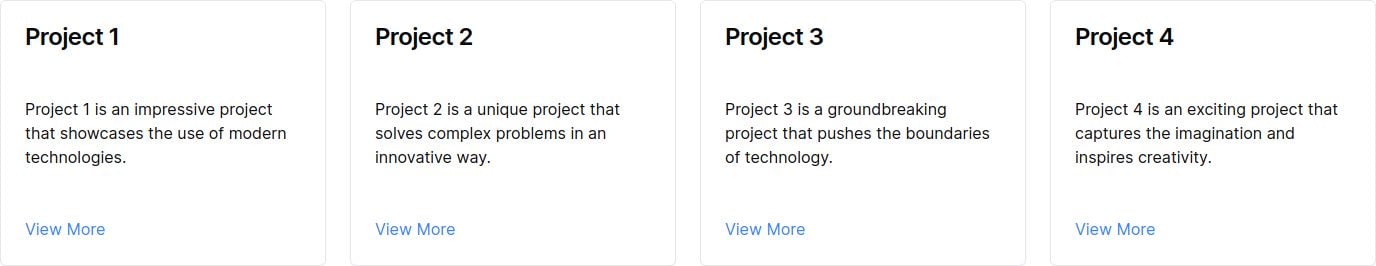 Project 1
Project 1 is an impressive project
that showcases the use of modern
technologies.
View More
Project 2
Project 2 is a unique project that
solves complex problems in an
innovative way.
View More
Project 3
Project 3 is a groundbreaking
project that pushes the boundaries
of technology.
View More
Project 4
Project 4 is an exciting project that
captures the imagination and
inspires creativity.
View More